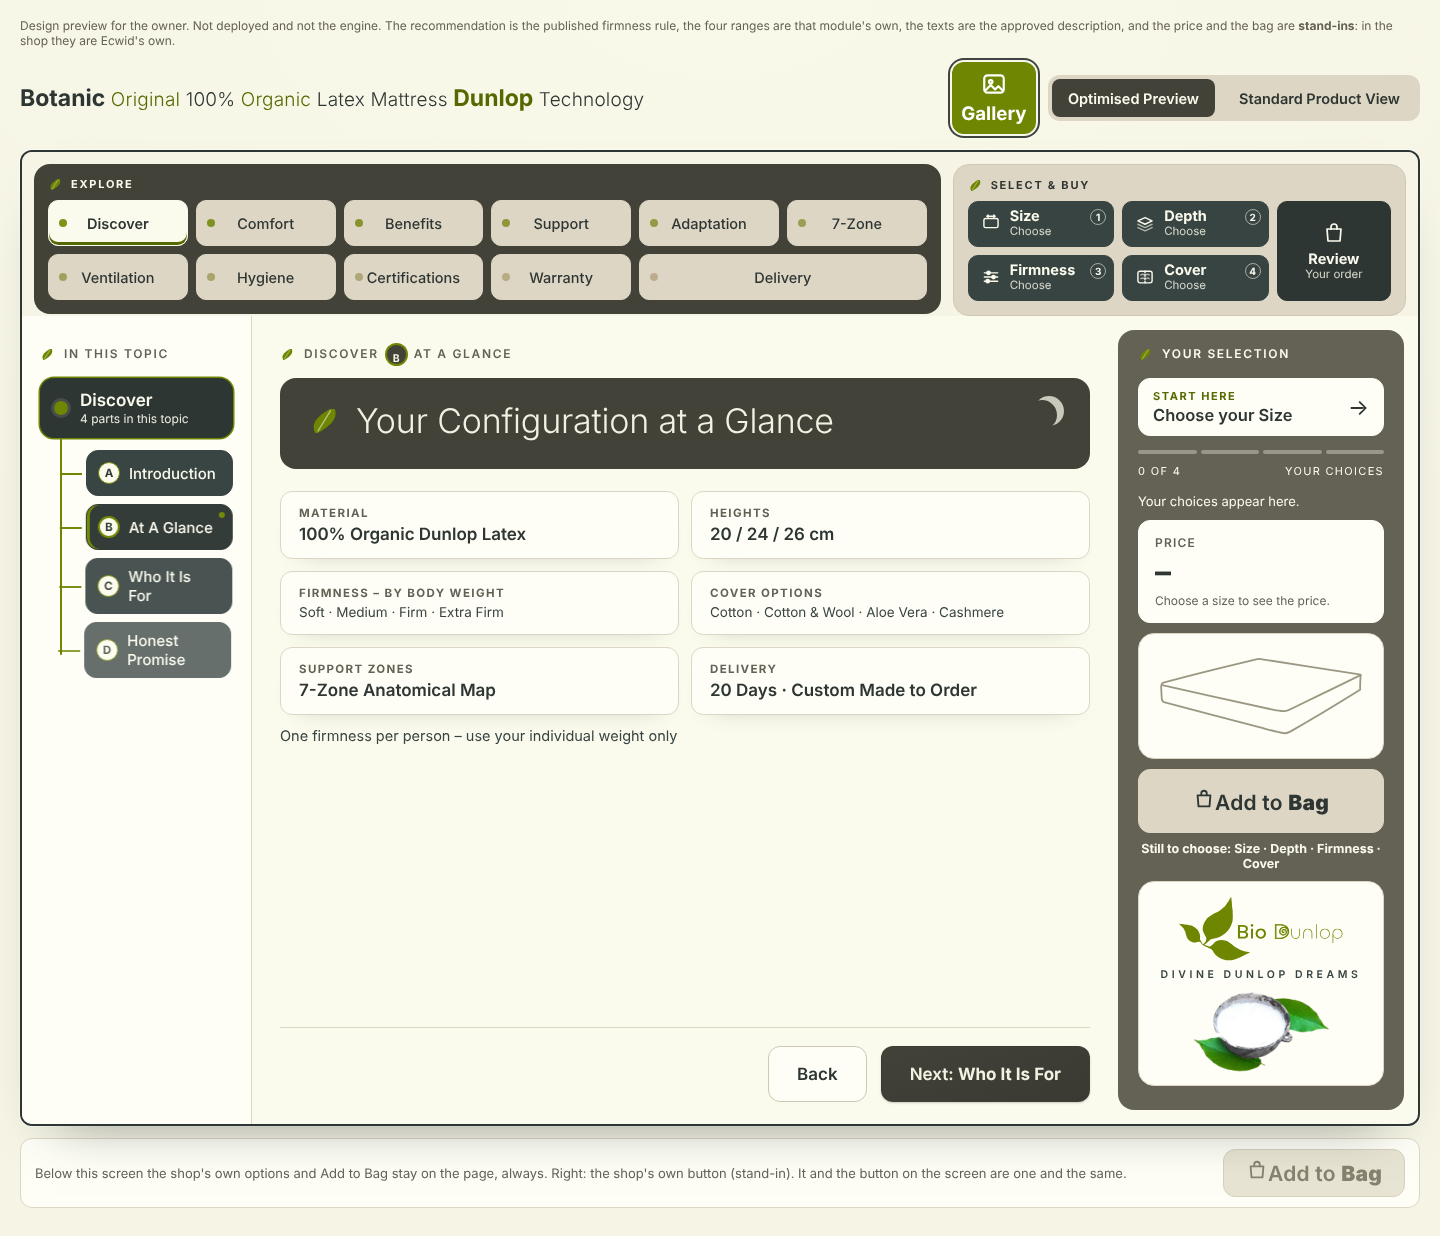 Design preview for the owner. Not deployed and not the engine. The recommendation is the published firmness rule, the four ranges are that module's own, the texts are the approved description, and the price and the bag are stand-ins: in the
shop they are Ecwid's own.
Botanic Original 100% Organic Latex Mattress Dunlop Technology
Gallery
Optimised Preview
Standard Product View
EXPLORE
Discover
Comfort
Benefits
Support
Adaptation
7-Zone
Ventilation
Hygiene
Certifications
Warranty
Delivery
SELECT & BUY
Size
Choose
1
Depth
Choose
2
Firmness
Choose
3
Cover
Choose
4
Review
Your order
IN THIS TOPIC
Discover
4 parts in this topic
A Introduction
B At A Glance
C Who It Is
For
D Honest
Promise
DISCOVER B AT A GLANCE
Your Configuration at a Glance
MATERIAL
100% Organic Dunlop Latex
HEIGHTS
20 / 24 / 26 cm
FIRMNESS – BY BODY WEIGHT
Soft · Medium · Firm · Extra Firm
COVER OPTIONS
Cotton · Cotton & Wool · Aloe Vera · Cashmere
SUPPORT ZONES
7-Zone Anatomical Map
DELIVERY
20 Days · Custom Made to Order
One firmness per person – use your individual weight only
Back
Next: Who It Is For
YOUR SELECTION
START HERE
Choose your Size
0 OF 4
YOUR CHOICES
Your choices appear here.
PRICE
–
Choose a size to see the price.
Add to Bag
Still to choose: Size · Depth · Firmness ·
Cover
Bio Dunlop
DIVINE DUNLOP DREAMS
Below this screen the shop's own options and Add to Bag stay on the page, always. Right: the shop's own button (stand-in). It and the button on the screen are one and the same.
Add to Bag